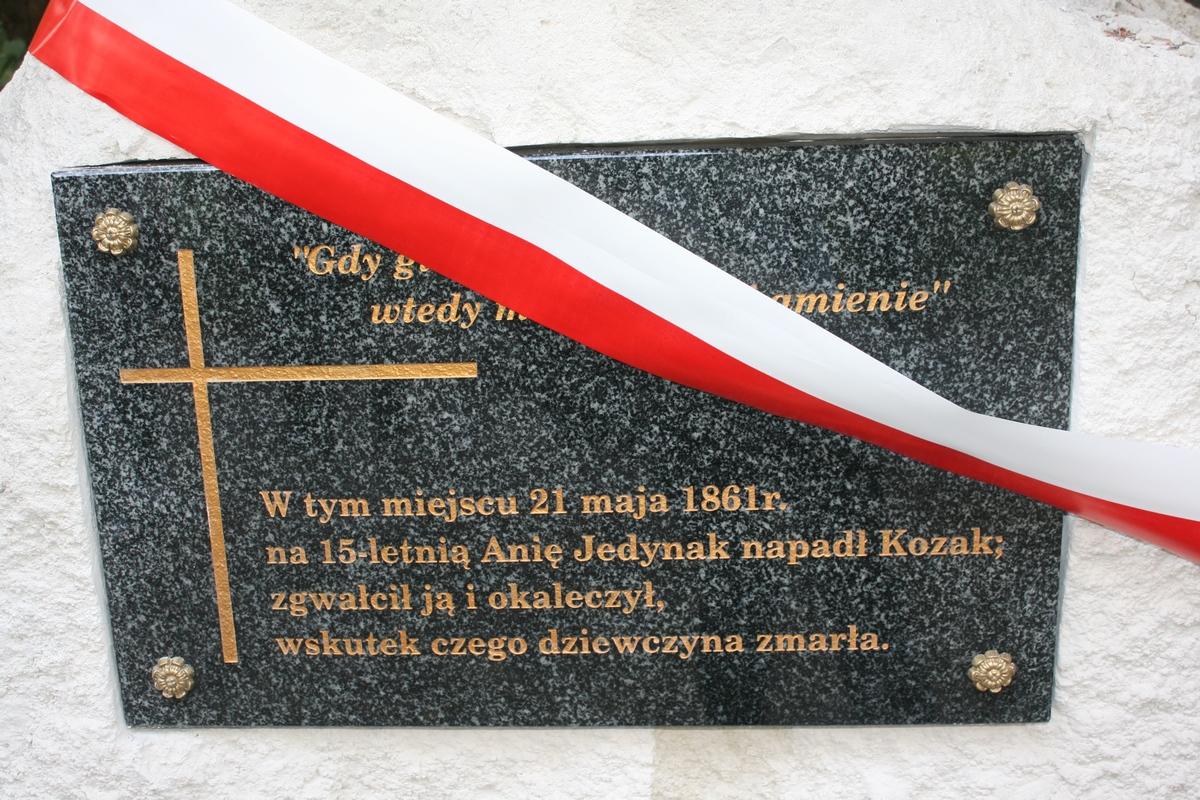 "Gdy
wtedy
W tym miejscu 21 maja 1861r.
na 15-letnią Anię Jedynak napadł Kozak;
zgwałcił ją i okaleczył,
wskutek czego dziewczyna zmarła.